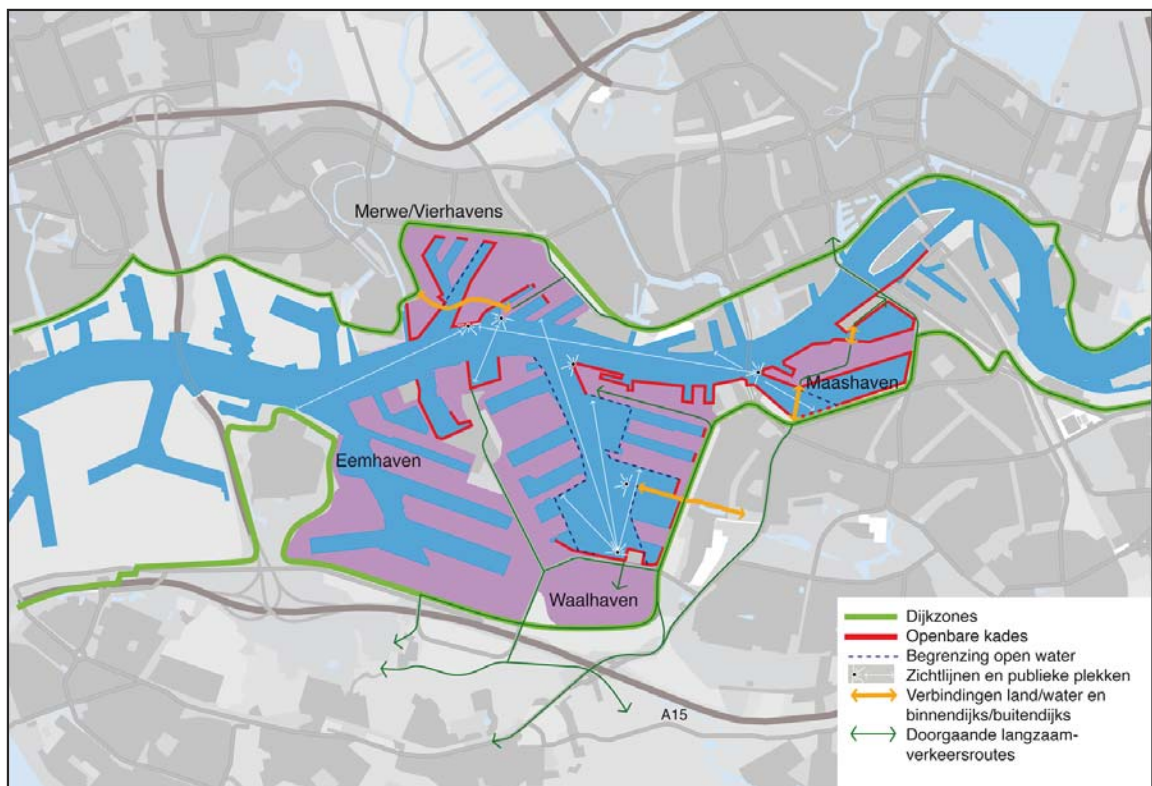 Merwe/Vierhavens
Maashaven
Eemhaven
Waalhaven
A15
Dijkzones
Openbare kades
Begrenzing open water
Zichtlijnen en publieke plekken
Verbindingen land/water en
binnendijks/buitendijks
Doorgaande langzaam-
verkeersroutes